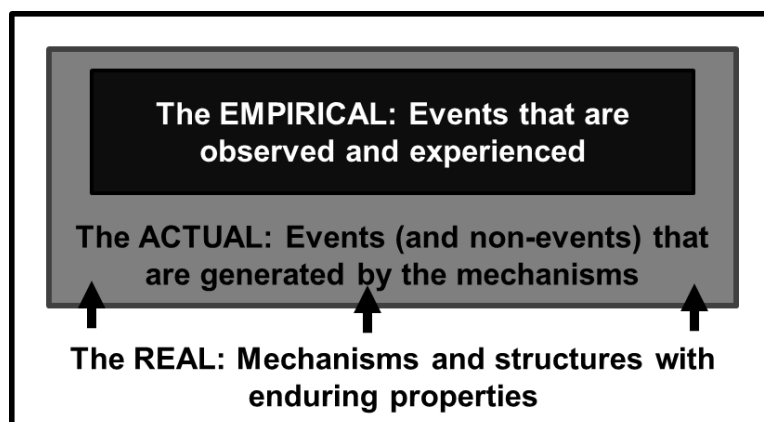 The EMPIRICAL: Events that are
observed and experienced
The ACTUAL: Events (and non-events) that
are generated by the mechanisms
The REAL: Mechanisms and structures with
enduring properties